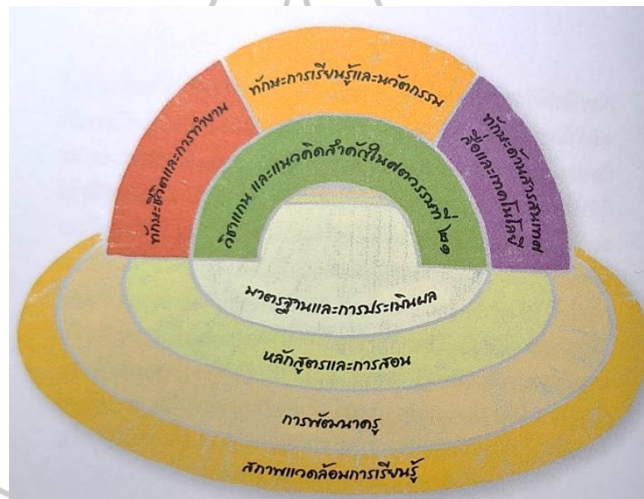 ทักษะการเรียนรู้และนวัตกรรม
ทักษะชีวิตและการทำงาน
ทักษะด้านสารสนเทศ
สื่อและเทคโนโลยี
วิชาแกน และแนวคิดสำคัญในศตวรรษที่ ๒๑
มาตรฐานและการประเมินผล
หลักสูตรและการสอน
การพัฒนาครู
สภาพแวดล้อมการเรียนรู้